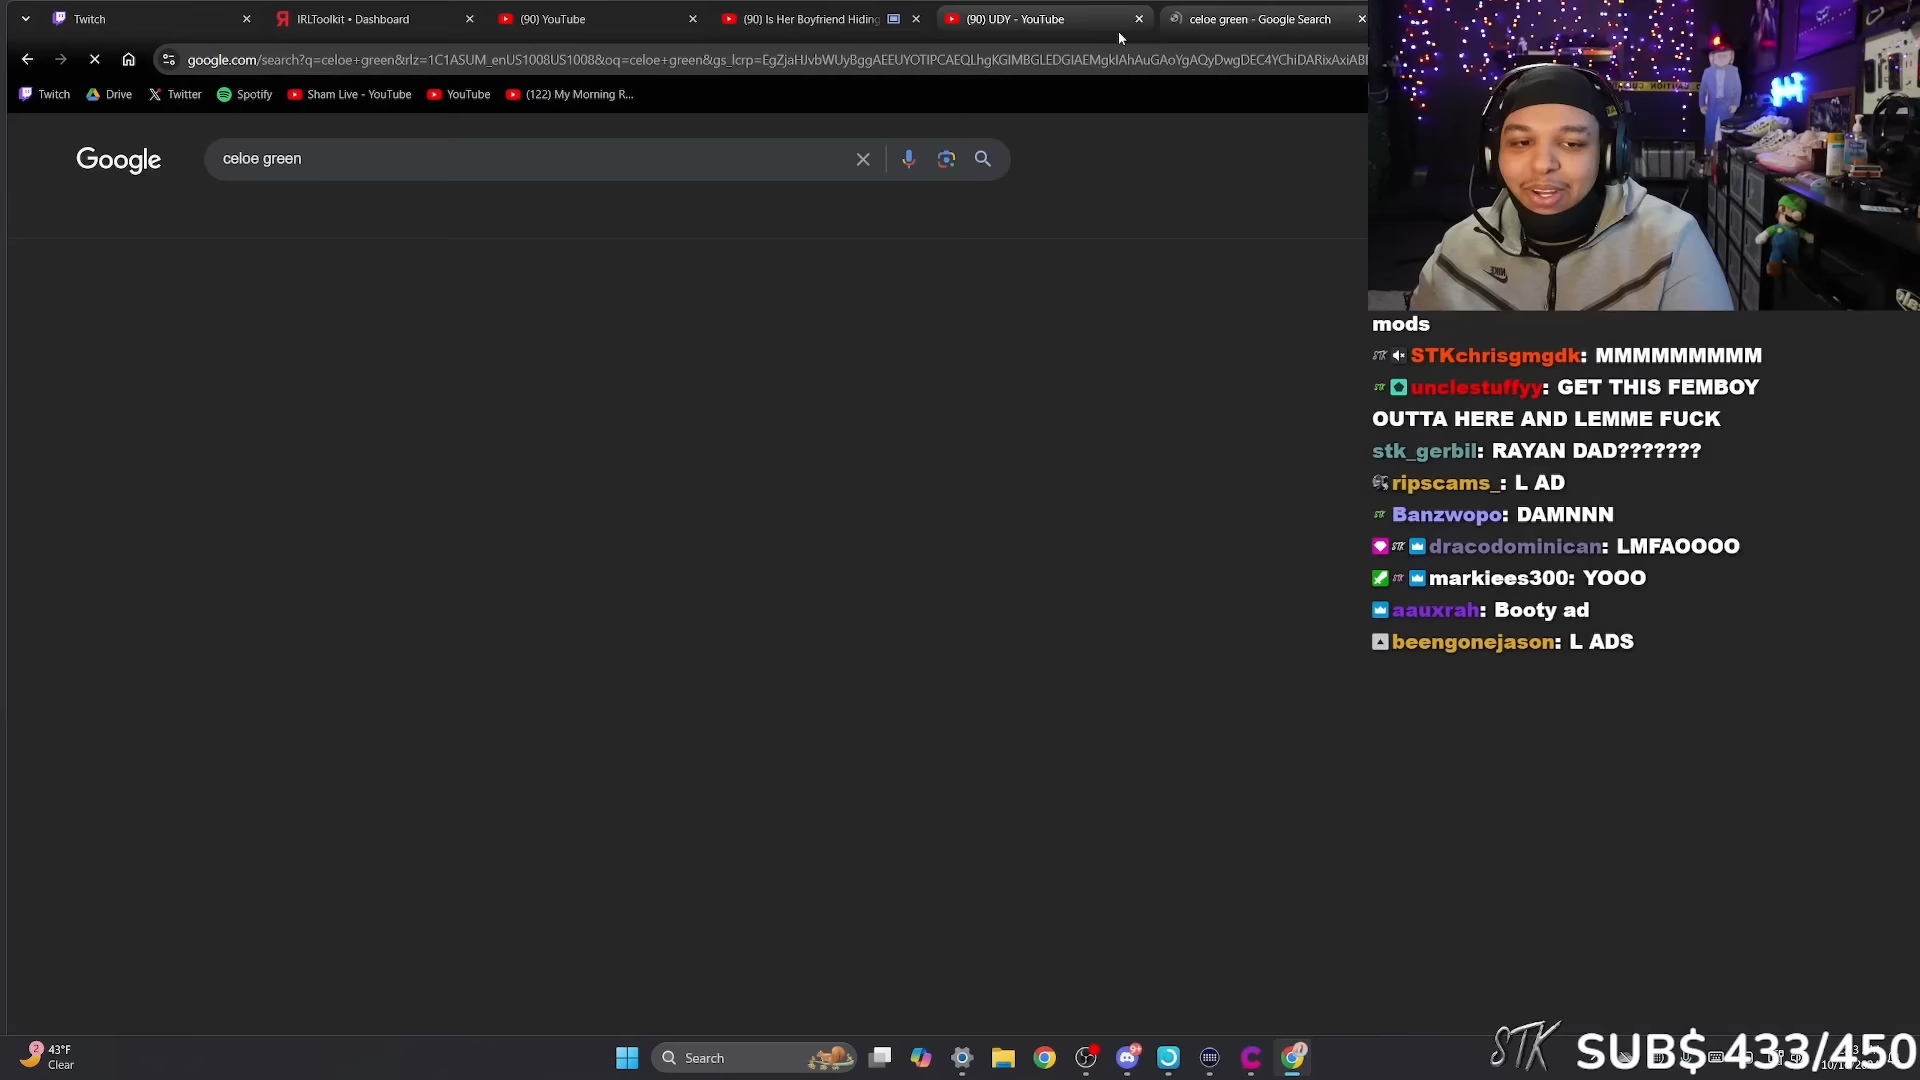 Twitch
IRLToolkit • Dashboard
(90) YouTube
(90) Is Her Boyfriend Hiding
(90) UDY - YouTube
celoe green - Google Search
google.com/search?q=celoe+green&rlz=1C1ASUM_enUS1008US1008&oq=celoe+green&gs_lcrp=
Twitch
Drive
Twitter
Spotify
Sham Live - YouTube
YouTube
(122) My Morning R...
Google
celoe green
mods
STKchrisgmgdk: MMMMMMMMM
unclestuffyy: GET THIS FEMBOY
OUTTA HERE AND LEMME FUCK
stk_gerbil: RAYAN DAD???????
ripscams_: L AD
Banzwopo: DAMNNN
dracodominican: LMFAOOOO
markiees300: YOOO
aauxrah: Booty ad
beengonejason: L ADS
2
43°F
Clear
Search
STK
SUB$ 433/450